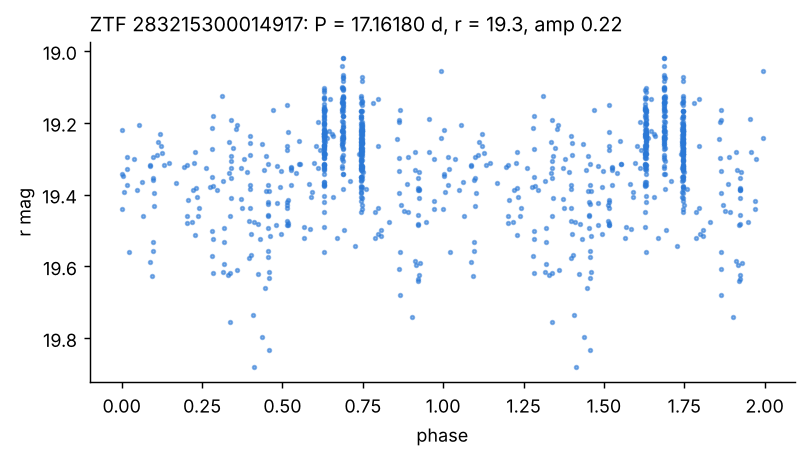 ZTF 283215300014917: P = 17.16180 d, r = 19.3, amp 0.22
19.0
19.2
19.4
19.6
19.8
r mag
0.00 0.25 0.50 0.75 1.00 1.25 1.50 1.75 2.00
phase